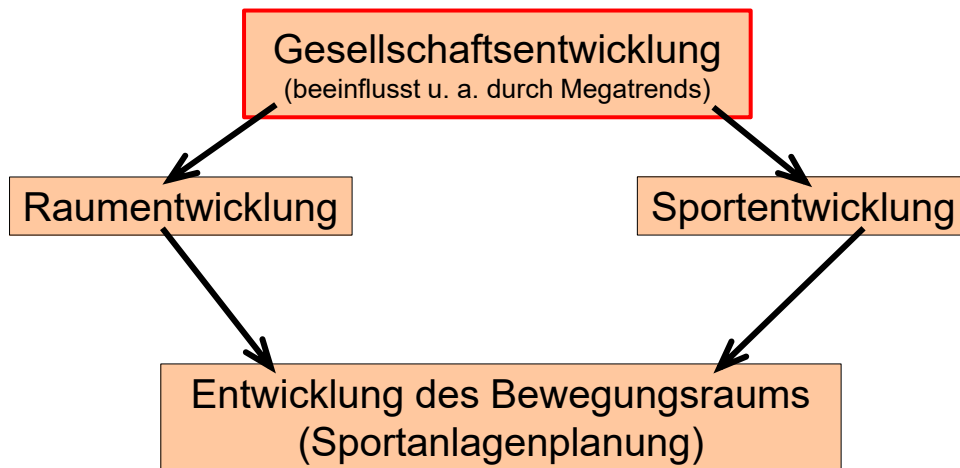 Gesellschaftsentwicklung
(beeinflusst u. a. durch Megatrends)
Raumentwicklung
Sportentwicklung
Entwicklung des Bewegungsraums
(Sportanlagenplanung)